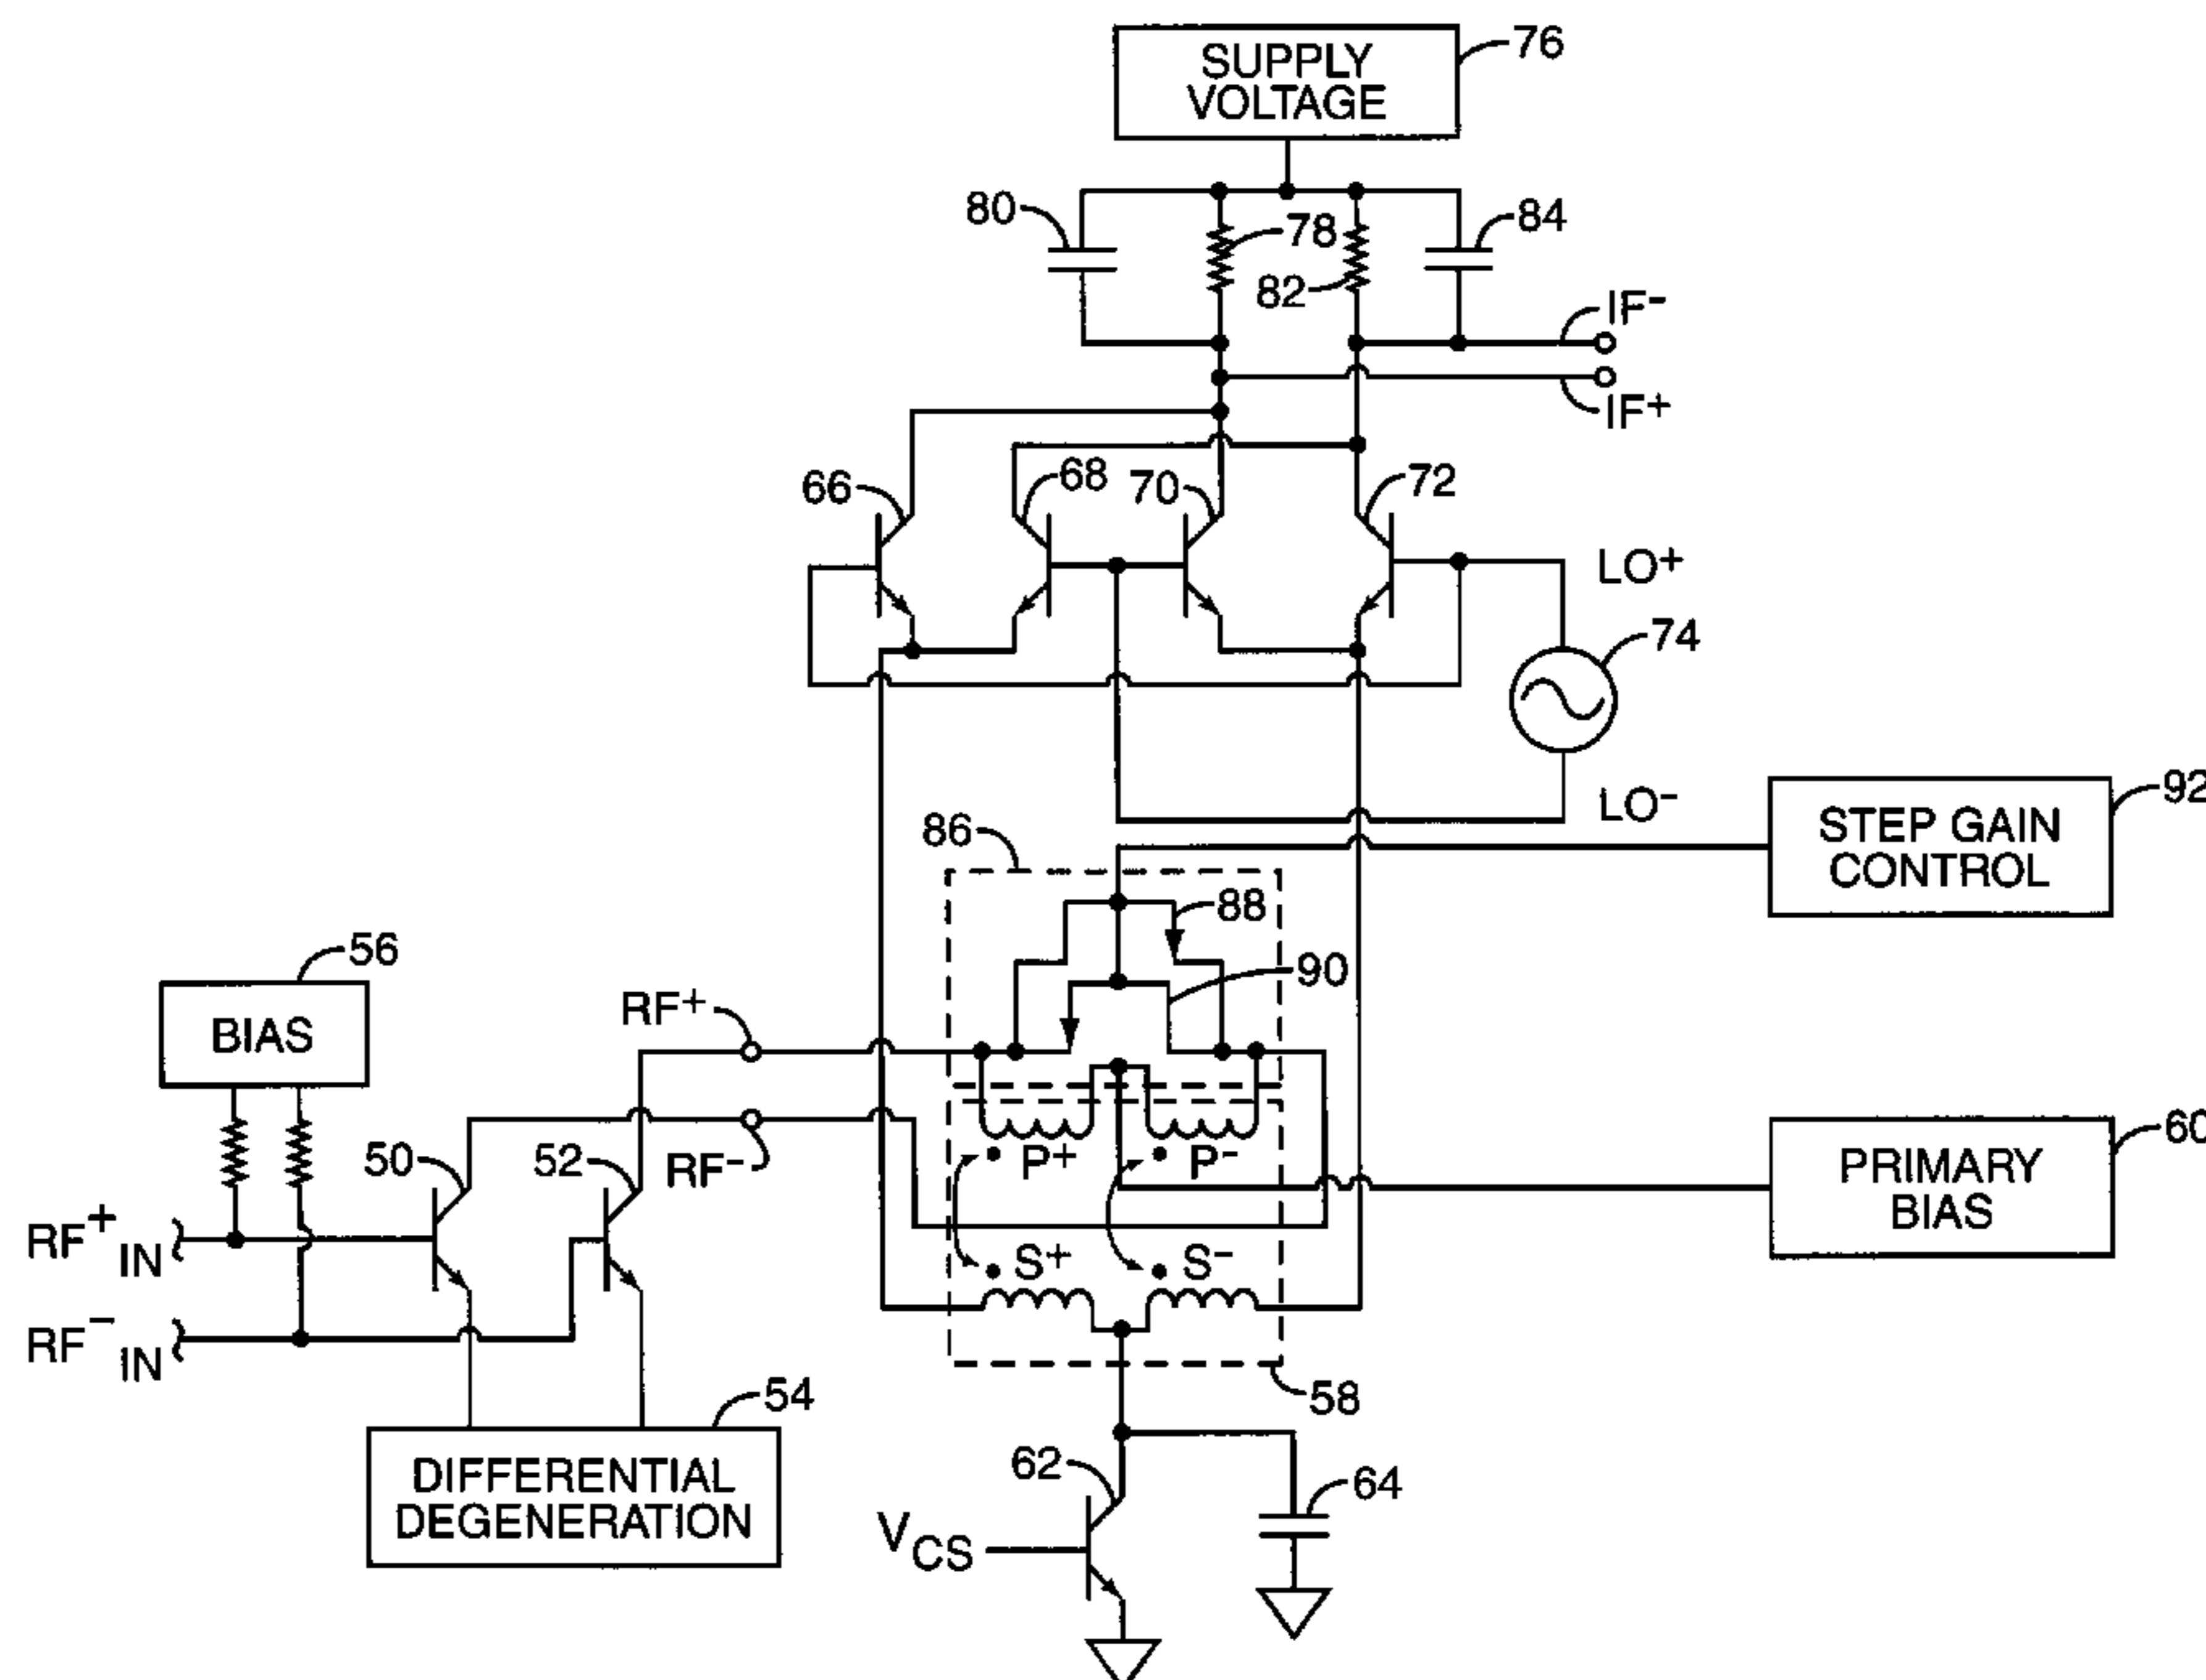 SUPPLY
VOLTAGE
76
80
78
84
82
IF-
IF+
66
68
70
72
LO+
74
LO-
92
STEP GAIN
CONTROL
86
88
90
56
BIAS
RF+
RF-
50
52
P+
P-
60
PRIMARY
BIAS
RF+ IN
RF- IN
S+
S-
58
54
DIFFERENTIAL
DEGENERATION
62
64
VCS